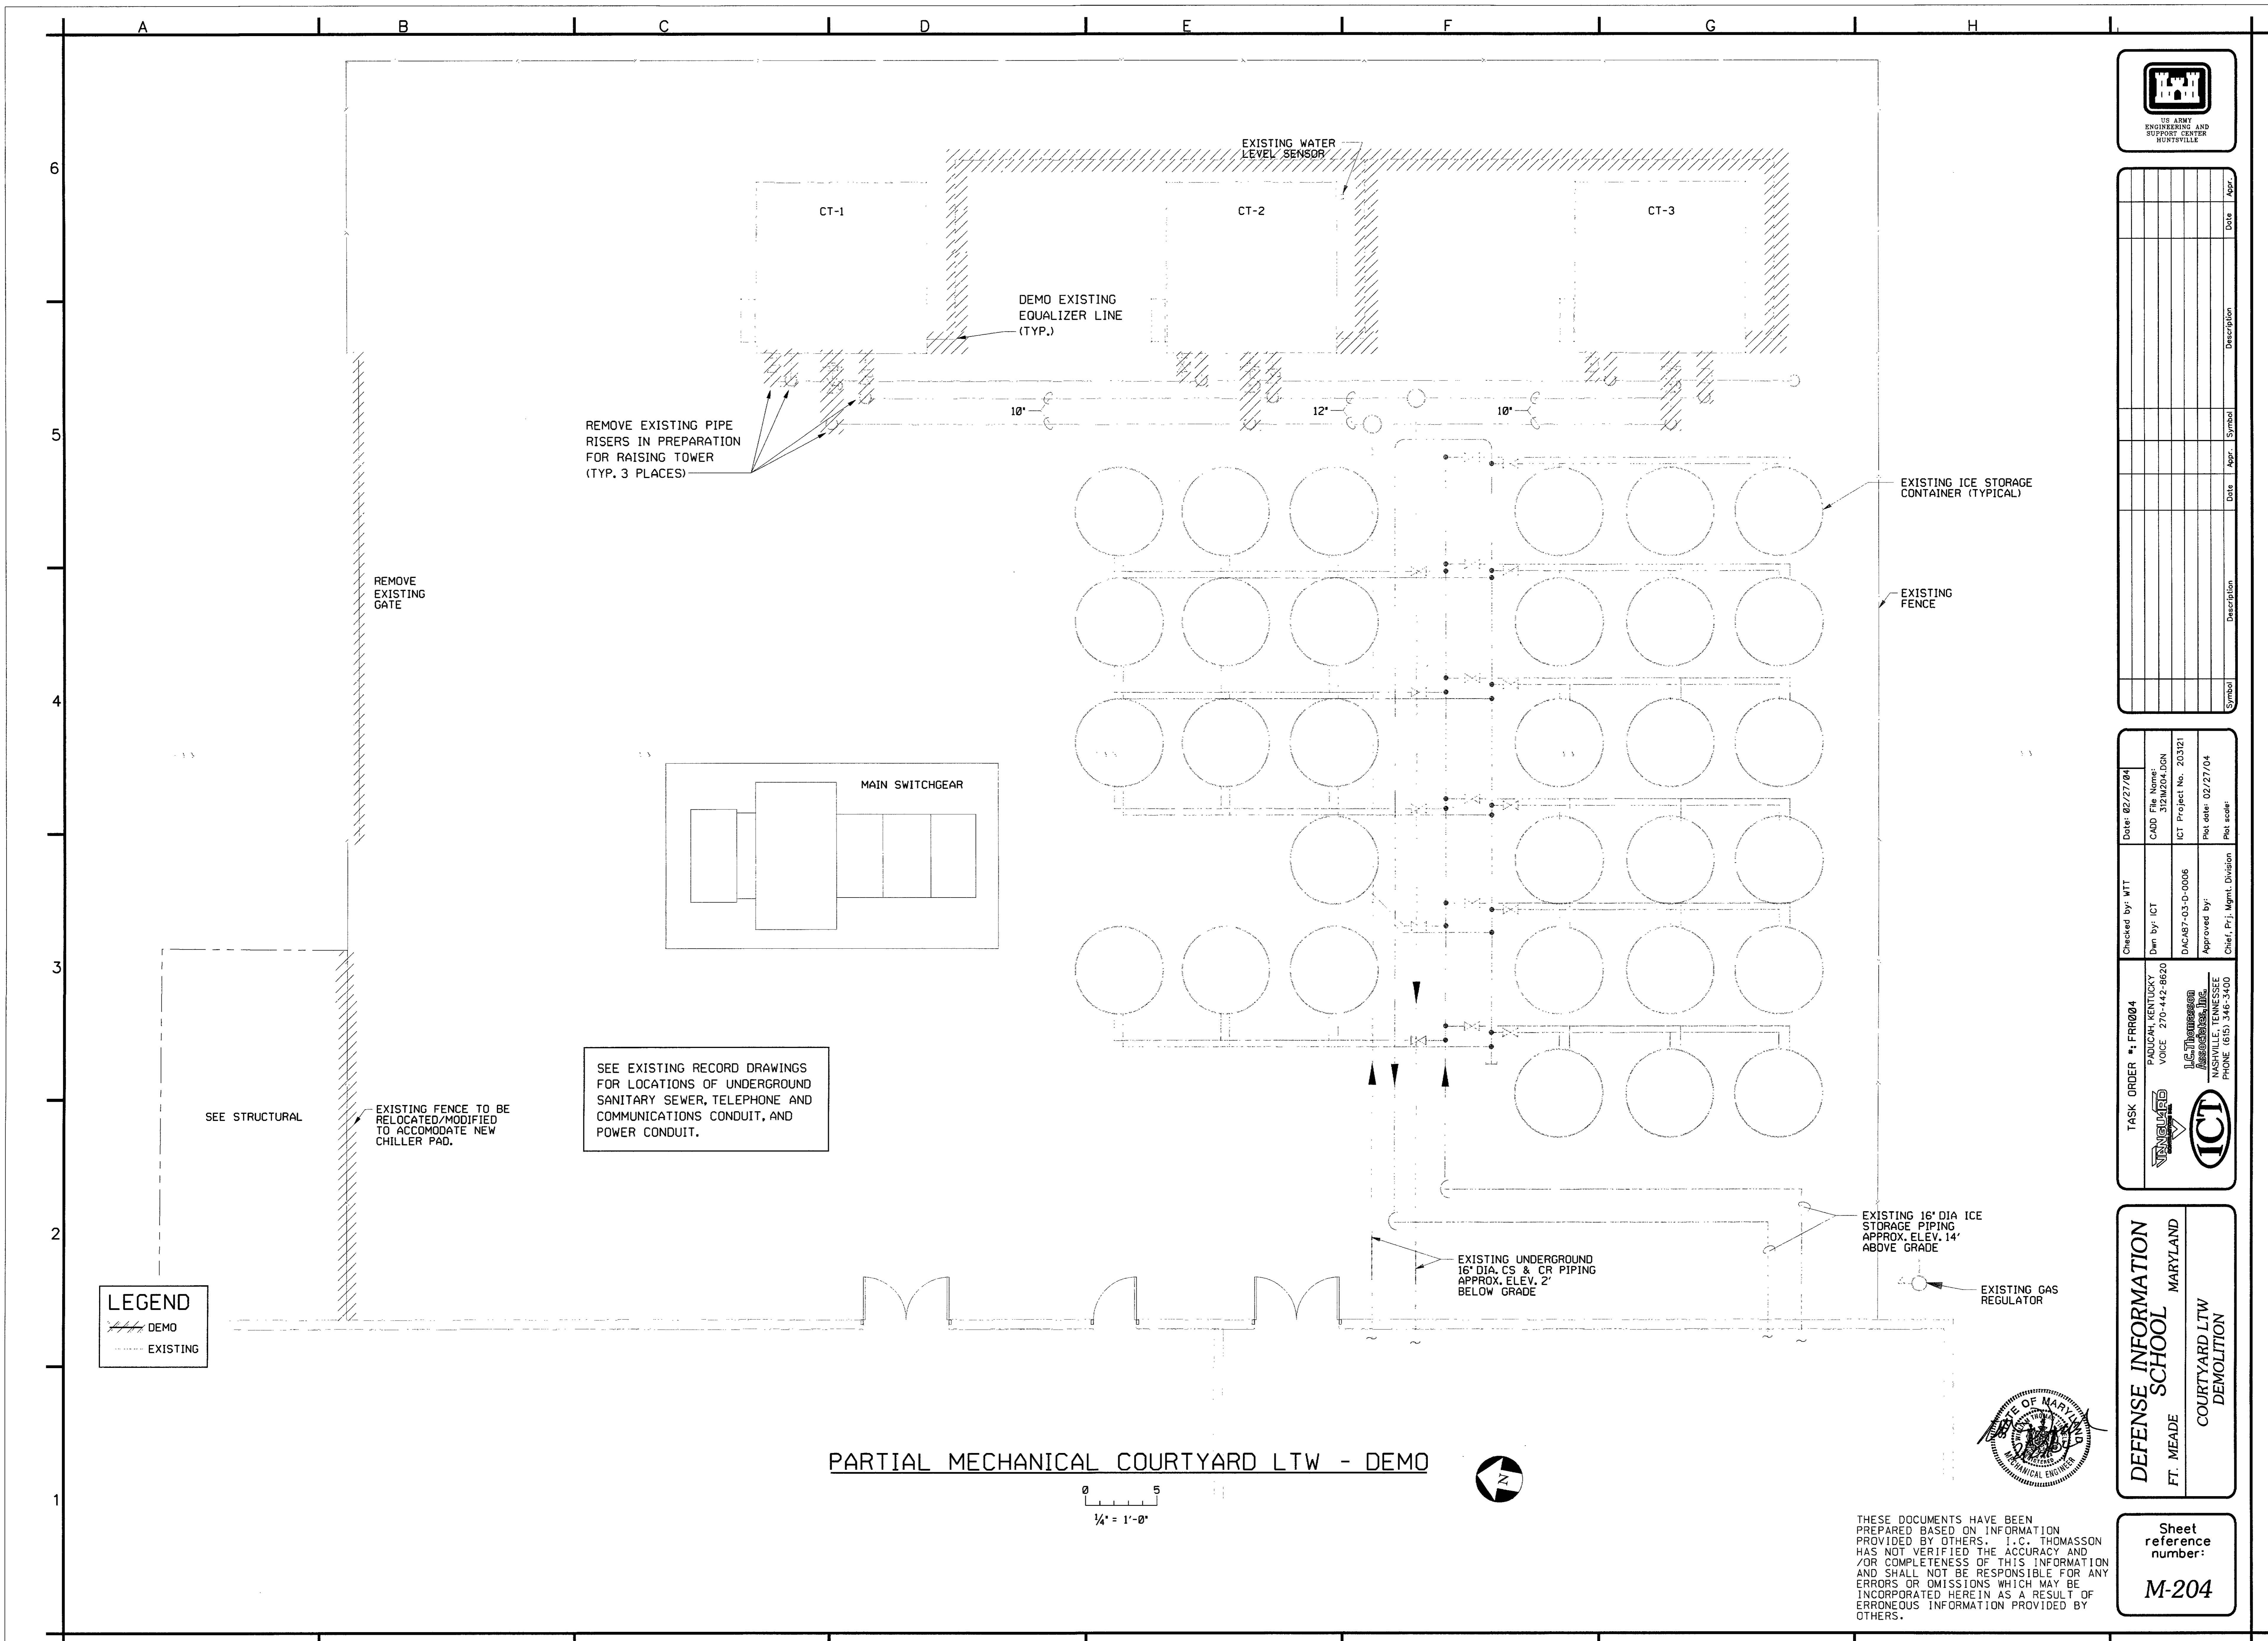 A B C D E F G H
6
5
4
3
2
1
EXISTING WATER
LEVEL SENSOR
CT-1
CT-2
CT-3
DEMO EXISTING
EQUALIZER LINE
(TYP.)
10"
12"
10"
REMOVE EXISTING PIPE
RISERS IN PREPARATION
FOR RAISING TOWER
(TYP. 3 PLACES)
EXISTING ICE STORAGE
CONTAINER (TYPICAL)
REMOVE
EXISTING
GATE
EXISTING
FENCE
MAIN SWITCHGEAR
SEE EXISTING RECORD DRAWINGS
FOR LOCATIONS OF UNDERGROUND
SANITARY SEWER, TELEPHONE AND
COMMUNICATIONS CONDUIT, AND
POWER CONDUIT.
SEE STRUCTURAL
EXISTING FENCE TO BE
RELOCATED/MODIFIED
TO ACCOMODATE NEW
CHILLER PAD.
EXISTING 16" DIA ICE
STORAGE PIPING
APPROX. ELEV. 14'
ABOVE GRADE
EXISTING UNDERGROUND
16" DIA. CS & CR PIPING
APPROX. ELEV. 2'
BELOW GRADE
EXISTING GAS
REGULATOR
LEGEND
DEMO
EXISTING
PARTIAL MECHANICAL COURTYARD LTW - DEMO
0 5
1/4" = 1'-0"
N
STATE OF MARYLAND
MECHANICAL ENGINEER
THESE DOCUMENTS HAVE BEEN
PREPARED BASED ON INFORMATION
PROVIDED BY OTHERS. I.C. THOMASSON
HAS NOT VERIFIED THE ACCURACY AND
/OR COMPLETENESS OF THIS INFORMATION
AND SHALL NOT BE RESPONSIBLE FOR ANY
ERRORS OR OMISSIONS WHICH MAY BE
INCORPORATED HEREIN AS A RESULT OF
ERRONEOUS INFORMATION PROVIDED BY
OTHERS.
US ARMY
ENGINEERING AND
SUPPORT CENTER
HUNTSVILLE
Symbol Description Date Appr. Symbol Description Date Appr.
TASK ORDER #: FRR004
Checked by: WTT
Date: 02/27/04
VANGUARD
PADUCAH, KENTUCKY
VOICE 270-442-8620
Dwn by: ICT
CADD File Name:
3121M204.DGN
DACA87-03-D-0006
ICT Project No. 203121
ICT
I.C. Thomasson
Associates, Inc.
NASHVILLE, TENNESSEE
PHONE (615) 346-3400
Approved by:
Plot date: 02/27/04
Chief, Prj. Mgmt. Division
Plot scale:
DEFENSE INFORMATION
SCHOOL
FT. MEADE MARYLAND
COURTYARD LTW
DEMOLITION
Sheet
reference
number:
M-204